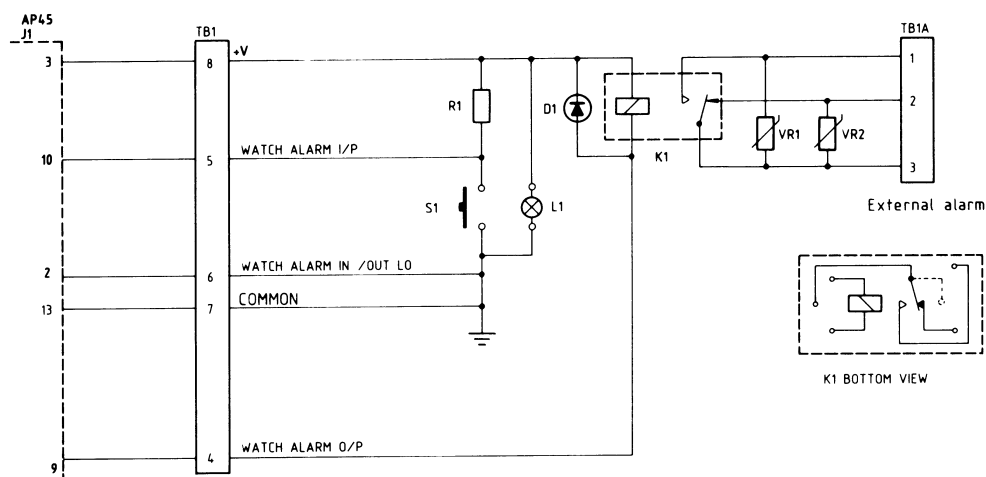 AP45
J1
TB1
TB1A
3
8
+V
1
R1
D1
2
VR1
VR2
K1
10
5
WATCH ALARM I/P
3
S1
L1
External alarm
2
6
WATCH ALARM IN /OUT LO
13
7
COMMON
K1 BOTTOM VIEW
9
4
WATCH ALARM O/P